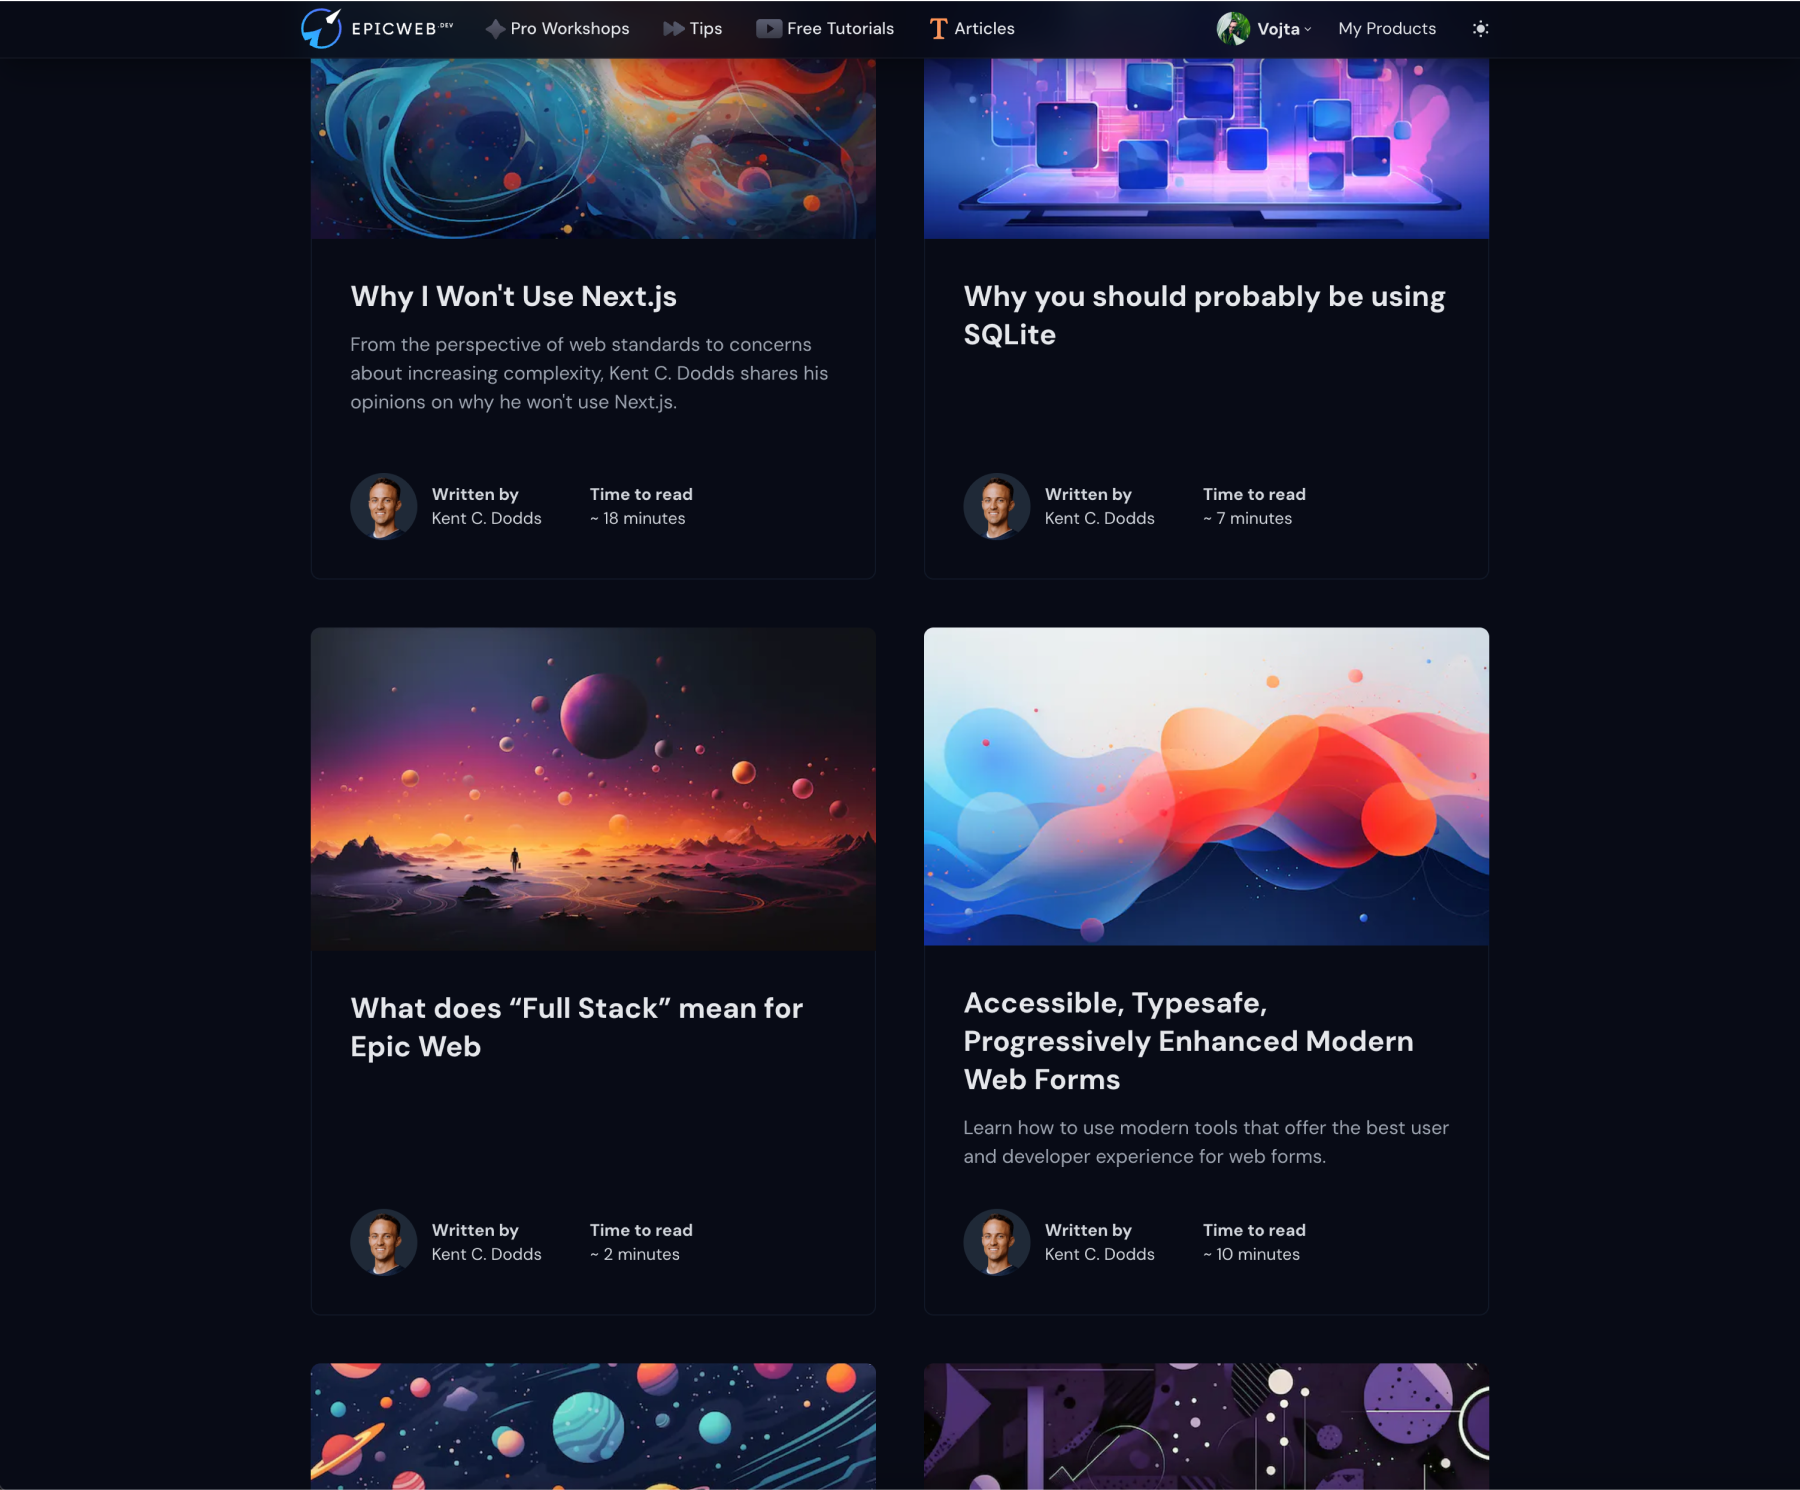 EPICWEB.DEV Pro Workshops Tips Free Tutorials Articles Vojta My Products
Why I Won't Use Next.js
From the perspective of web standards to concerns
about increasing complexity, Kent C. Dodds shares his
opinions on why he won't use Next.js.
Written by
Kent C. Dodds
Time to read
~ 18 minutes
Why you should probably be using
SQLite
Written by
Kent C. Dodds
Time to read
~ 7 minutes
What does “Full Stack” mean for
Epic Web
Written by
Kent C. Dodds
Time to read
~ 2 minutes
Accessible, Typesafe,
Progressively Enhanced Modern
Web Forms
Learn how to use modern tools that offer the best user
and developer experience for web forms.
Written by
Kent C. Dodds
Time to read
~ 10 minutes